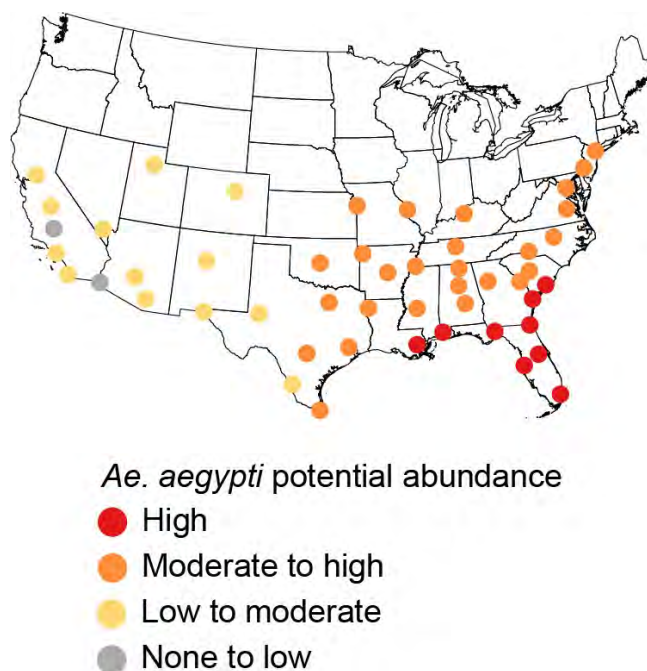 Ae. aegypti potential abundance
High
Moderate to high
Low to moderate
None to low